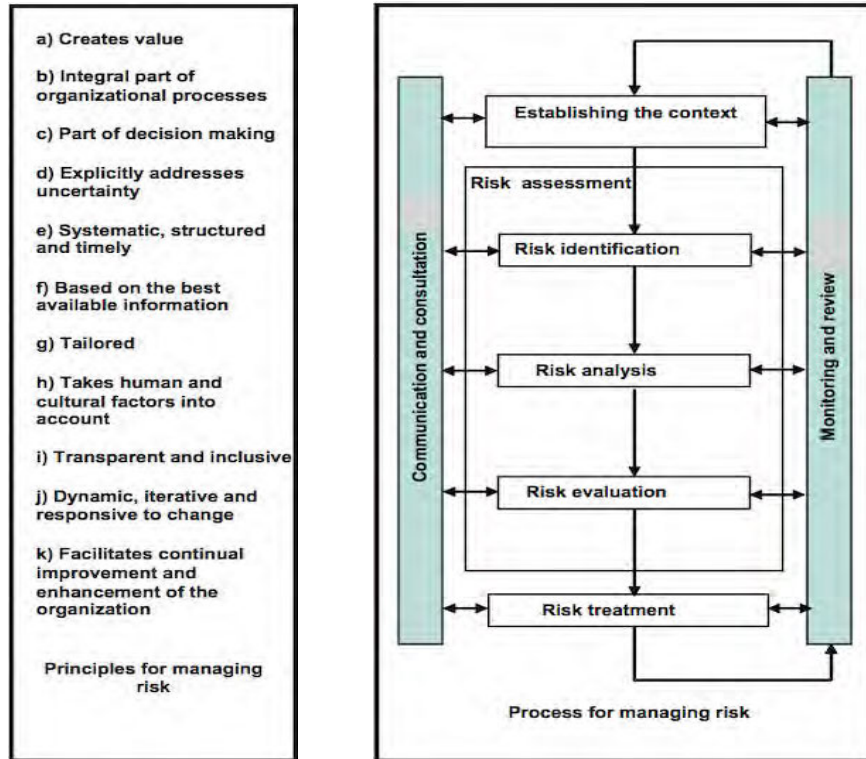 a) Creates value
b) Integral part of
organizational processes
c) Part of decision making
d) Explicitly addresses
uncertainty
e) Systematic, structured
and timely
f) Based on the best
available information
g) Tailored
h) Takes human and
cultural factors into
account
i) Transparent and inclusive
j) Dynamic, iterative and
responsive to change
k) Facilitates continual
improvement and
enhancement of the
organization
Principles for managing
risk
Communication and consultation
Establishing the context
Risk assessment
Risk identification
Risk analysis
Risk evaluation
Risk treatment
Monitoring and review
Process for managing risk